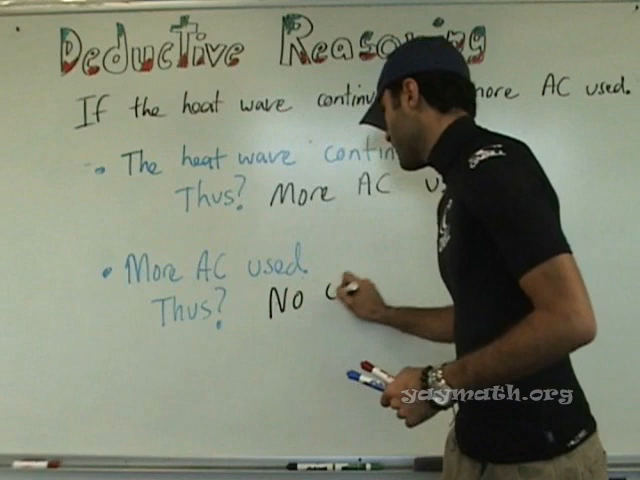 Deductive Reasoning
If the heat wave continu more AC used.
• The heat wave contin
Thus? More AC us
• More AC used.
Thus? No c
yaymath.org